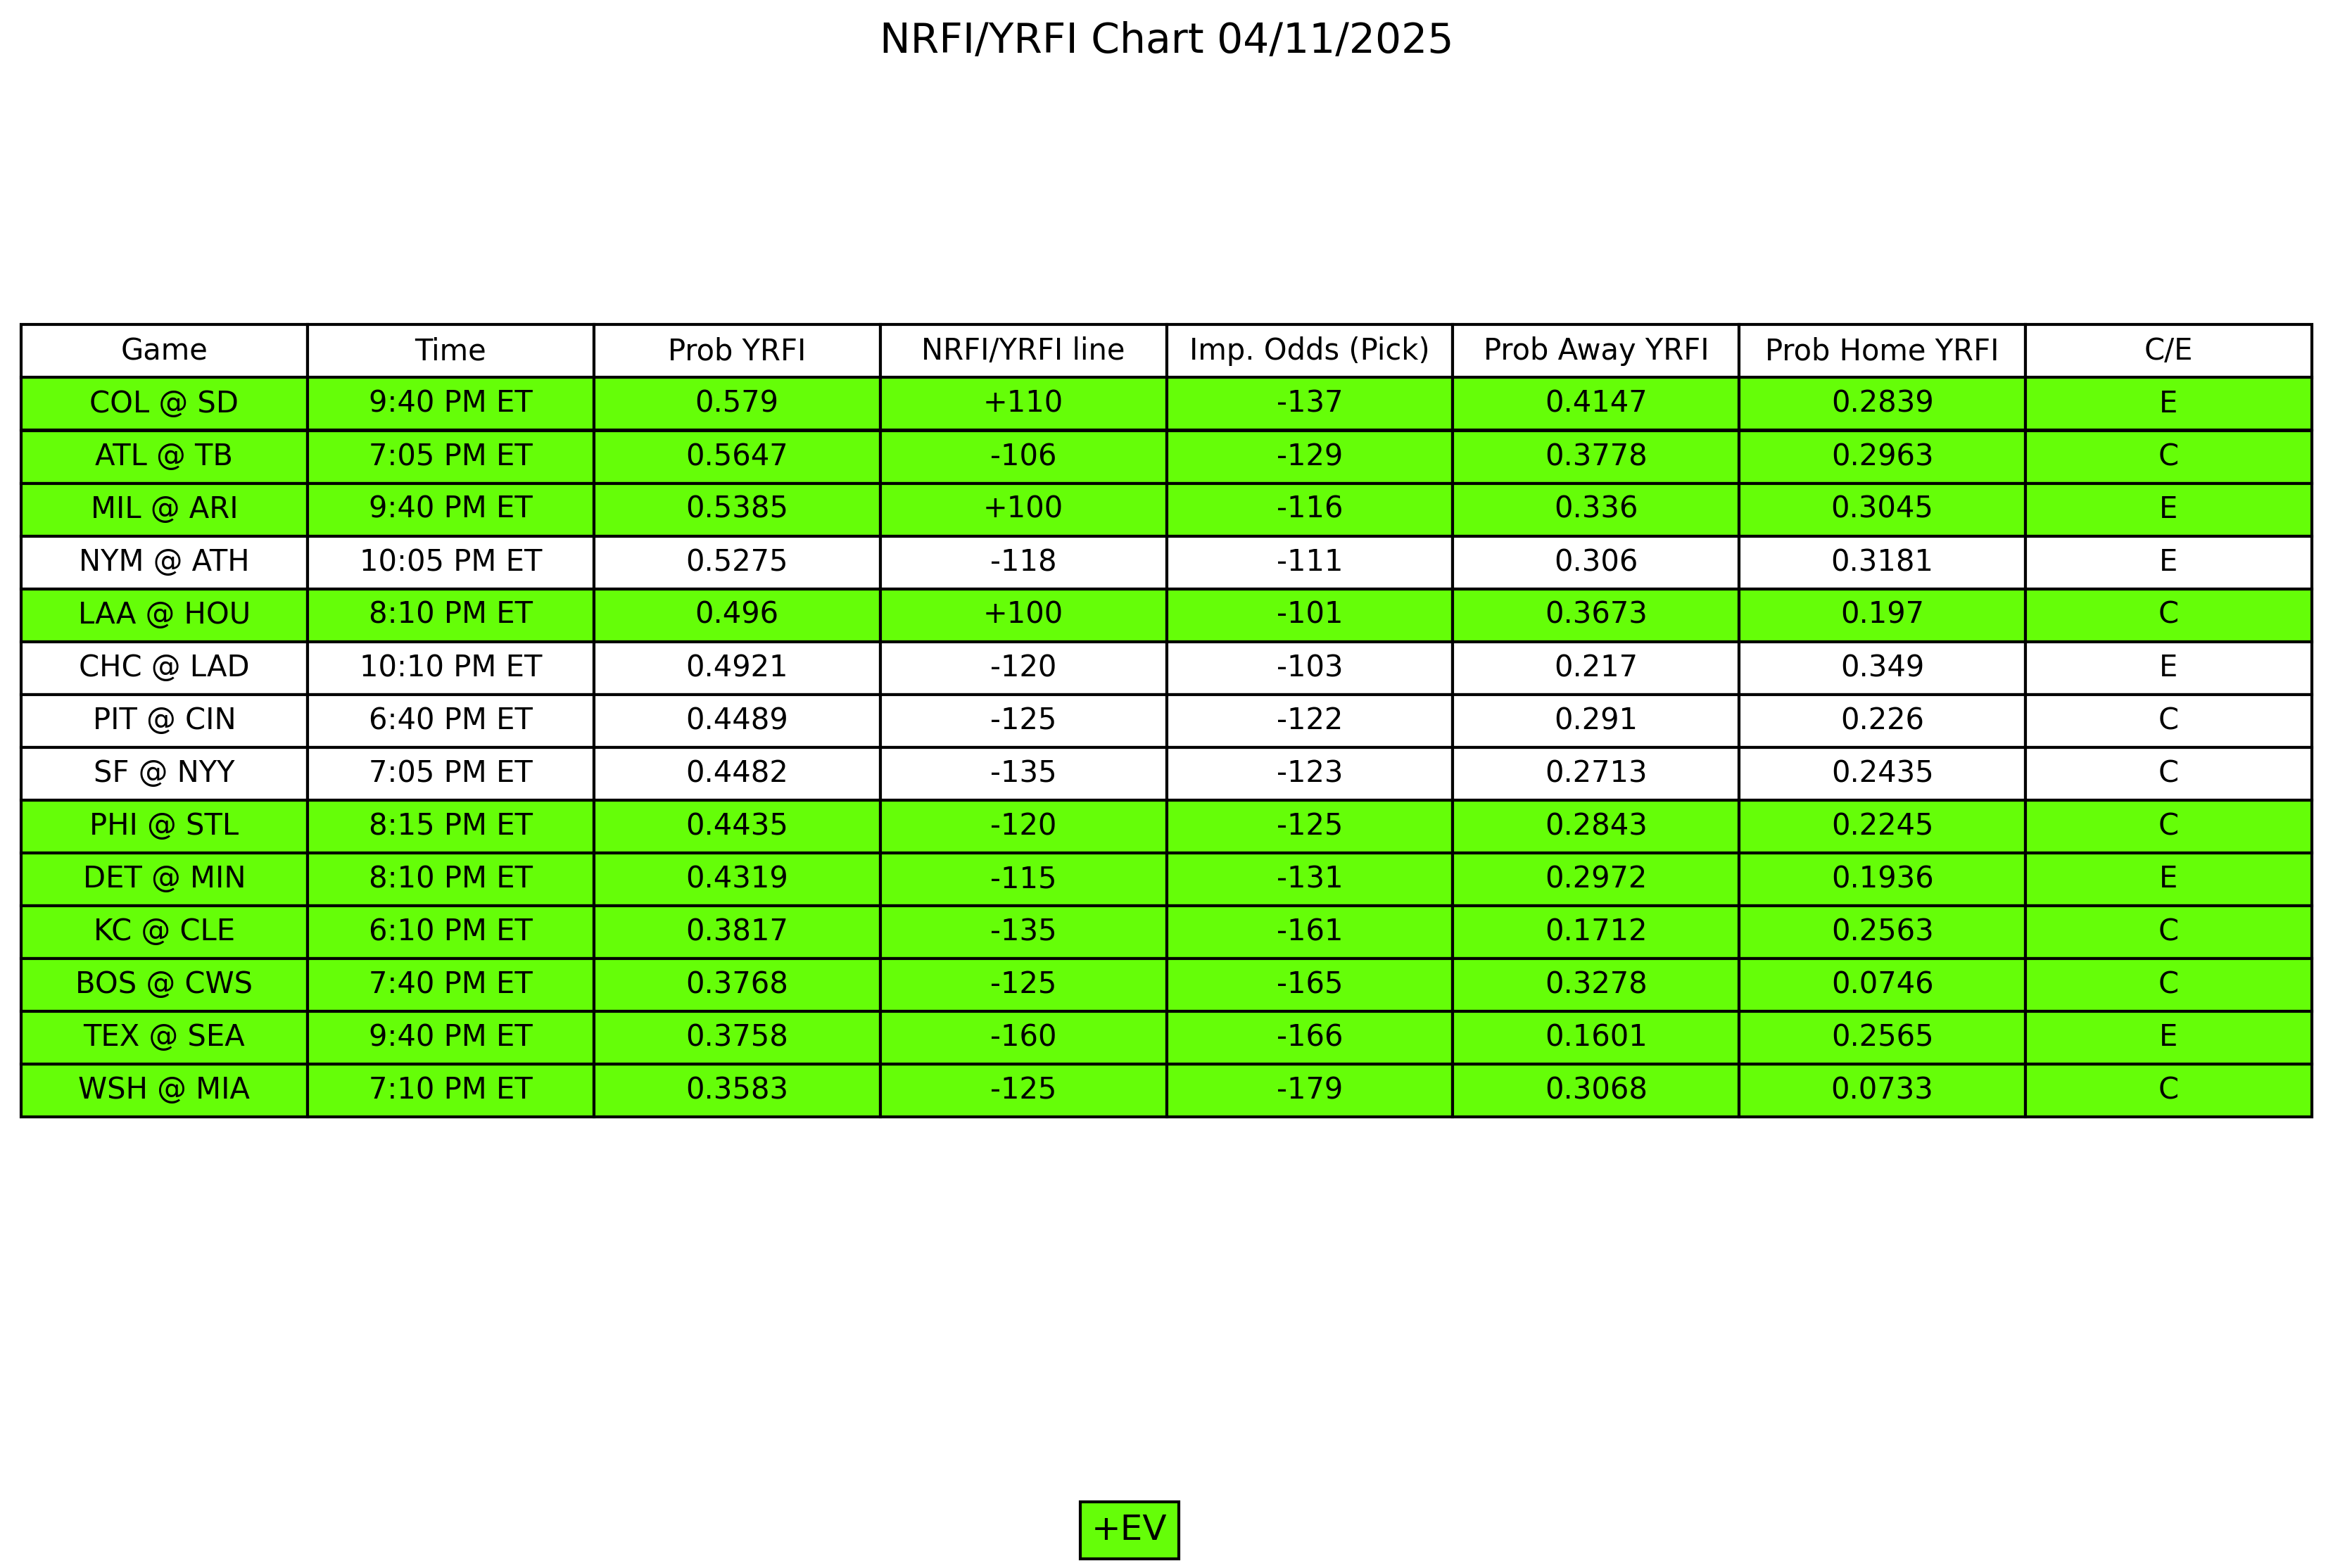 NRFI/YRFI Chart 04/11/2025
Game Time Prob YRFI NRFI/YRFI line Imp. Odds (Pick) Prob Away YRFI Prob Home YRFI C/E
COL @ SD 9:40 PM ET 0.579 +110 -137 0.4147 0.2839 E
ATL @ TB 7:05 PM ET 0.5647 -106 -129 0.3778 0.2963 C
MIL @ ARI 9:40 PM ET 0.5385 +100 -116 0.336 0.3045 E
NYM @ ATH 10:05 PM ET 0.5275 -118 -111 0.306 0.3181 E
LAA @ HOU 8:10 PM ET 0.496 +100 -101 0.3673 0.197 C
CHC @ LAD 10:10 PM ET 0.4921 -120 -103 0.217 0.349 E
PIT @ CIN 6:40 PM ET 0.4489 -125 -122 0.291 0.226 C
SF @ NYY 7:05 PM ET 0.4482 -135 -123 0.2713 0.2435 C
PHI @ STL 8:15 PM ET 0.4435 -120 -125 0.2843 0.2245 C
DET @ MIN 8:10 PM ET 0.4319 -115 -131 0.2972 0.1936 E
KC @ CLE 6:10 PM ET 0.3817 -135 -161 0.1712 0.2563 C
BOS @ CWS 7:40 PM ET 0.3768 -125 -165 0.3278 0.0746 C
TEX @ SEA 9:40 PM ET 0.3758 -160 -166 0.1601 0.2565 E
WSH @ MIA 7:10 PM ET 0.3583 -125 -179 0.3068 0.0733 C
+EV